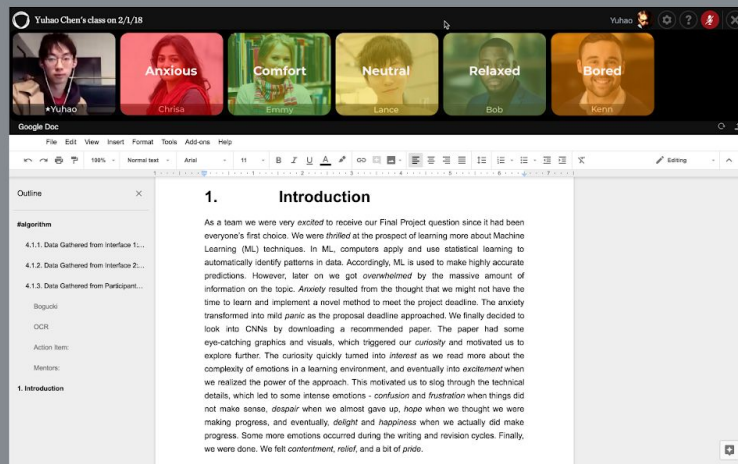 Yuhao Chen's class on 2/1/18
Yuhao
Anxious
Comfort
Neutral
Relaxed
Bored
★Yuhao
Chrisa
Emmy
Lance
Bob
Kenn
Google Doc
File Edit View Insert Format Tools Add-ons Help
Normal text Arial 11 B I U A Editing
Outline
#algorithm
4.1.1. Data Gathered from Interface 1:...
4.1.2. Data Gathered from Interface 2:...
4.1.3. Data Gathered from Participant...
Bogucki
OCR
Action Item:
Mentors:
1. Introduction
1. Introduction
As a team we were very excited to receive our Final Project question since it had been
everyone's first choice. We were thrilled at the prospect of learning more about Machine
Learning (ML) techniques. In ML, computers apply and use statistical learning to
automatically identify patterns in data. Accordingly, ML is used to make highly accurate
predictions. However, later on we got overwhelmed by the massive amount of
information on the topic. Anxiety resulted from the thought that we might not have the
time to learn and implement a novel method to meet the project deadline. The anxiety
transformed into mild panic as the proposal deadline approached. We finally decided to
look into CNNs by downloading a recommended paper. The paper had some
eye-catching graphics and visuals, which triggered our curiosity and motivated us to
explore further. The curiosity quickly turned into interest as we read more about the
complexity of emotions in a learning environment, and eventually into excitement when
we realized the power of the approach. This motivated us to slog through the technical
details, which led to some intense emotions - confusion and frustration when things did
not make sense, despair when we almost gave up, hope when we thought we were
making progress, and eventually, delight and happiness when we actually did make
progress. Some more emotions occurred during the writing and revision cycles. Finally,
we were done. We felt contentment, relief, and a bit of pride.